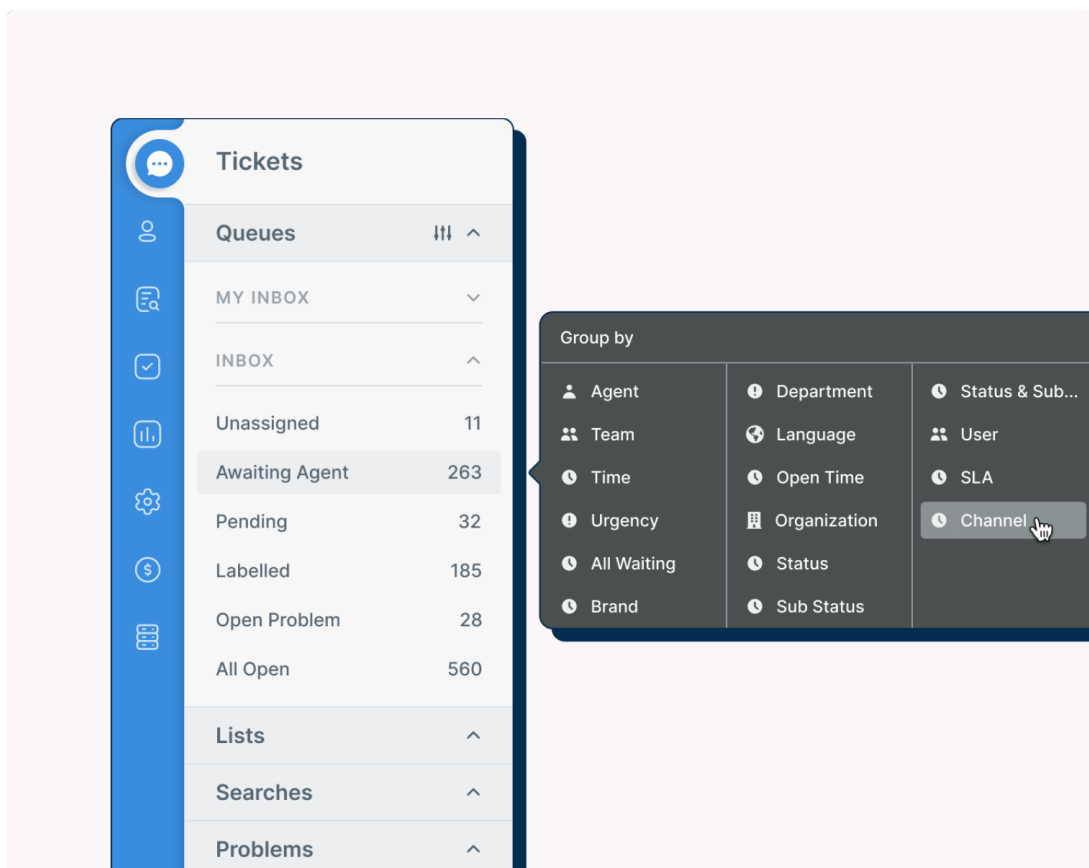 Tickets
Queues
MY INBOX
INBOX
Unassigned 11
Awaiting Agent 263
Pending 32
Labelled 185
Open Problem 28
All Open 560
Lists
Searches
Problems
Group by
Agent
Team
Time
Urgency
All Waiting
Brand
Department
Language
Open Time
Organization
Status
Sub Status
Status & Sub...
User
SLA
Channel